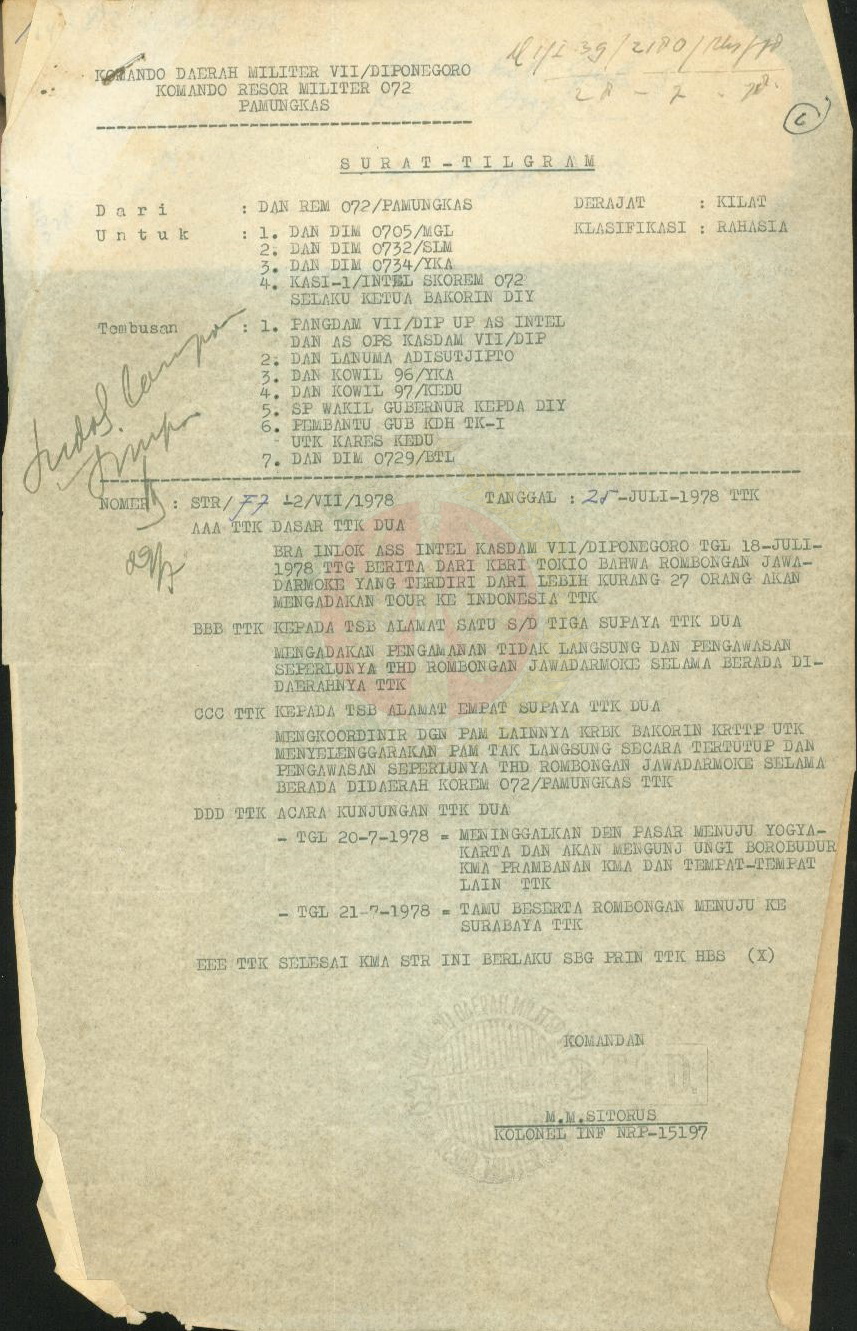 KOMANDO DAERAH MILITER VII/DIPONEGORO
KOMANDO RESOR MILITER 072
PAMUNGKAS
28 - 7 - 78.
6
SURAT-TILGRAM
Dari : DAN REM 072/PAMUNGKAS DERAJAT : KILAT
Untuk : 1. DAN DIM 0705/MGL KLASIFIKASI : RAHASIA
2. DAN DIM 0732/SLM
3. DAN DIM 0734/YKA
4. KASI-1/INTEL SKOREM 072
SELAKU KETUA BAKORIN DIY
Tembusan : 1. PANGDAM VII/DIP UP AS INTEL
DAN AS OPS KASDAM VII/DIP
2. DAN LANUMA ADISUTJIPTO
3. DAN KOWIL 96/YKA
4. DAN KOWIL 97/KEDU
5. SP WAKIL GUBERNUR KEPDA DIY
6. PEMBANTU GUB KDH TK-I
UTK KARES KEDU
7. DAN DIM 0729/BTL
NOMER : STR/77 12/VII/1978 TANGGAL : 25-JULI-1978 TTK
AAA TTK DASAR TTK DUA
BRA INLOK ASS INTEL KASDAM VII/DIPONEGORO TGL 18-JULI-
1978 TTG BERITA DARI KBRI TOKIO BAHWA ROMBONGAN JAWA-
DARMOKE YANG TERDIRI DARI LEBIH KURANG 27 ORANG AKAN
MENGADAKAN TOUR KE INDONESIA TTK
BBB TTK KEPADA TSB ALAMAT SATU S/D TIGA SUPAYA TTK DUA
MENGADAKAN PENGAMANAN TIDAK LANGSUNG DAN PENGAWASAN
SEPERLUNYA THD ROMBONGAN JAWADARMOKE SELAMA BERADA DI-
DAERAHNYA TTK
CCC TTK KEPADA TSB ALAMAT EMPAT SUPAYA TTK DUA
MENGKOORDINIR DGN PAM LAINNYA KRBK BAKORIN KRTTP UTK
MENYELENGGARAKAN PAM TAK LANGSUNG SECARA TERTUTUP DAN
PENGAWASAN SEPERLUNYA THD ROMBONGAN JAWADARMOKE SELAMA
BERADA DIDAERAH KOREM 072/PAMUNGKAS TTK
DDD TTK ACARA KUNJUNGAN TTK DUA
- TGL 20-7-1978 = MENINGGALKAN DEN PASAR MENUJU YOGYA-
KARTA DAN AKAN MENGUNJ UNGI BOROBUDUR
KMA PRAMBANAN KMA DAN TEMPAT-TEMPAT
LAIN TTK
- TGL 21-7-1978 = TAMU BESERTA ROMBONGAN MENUJU KE
SURABAYA TTK
EEE TTK SELESAI KMA STR INI BERLAKU SBG PRIN TTK HBS (X)
KOMANDAN
M.M.SITORUS
KOLONEL INF NRP-15197